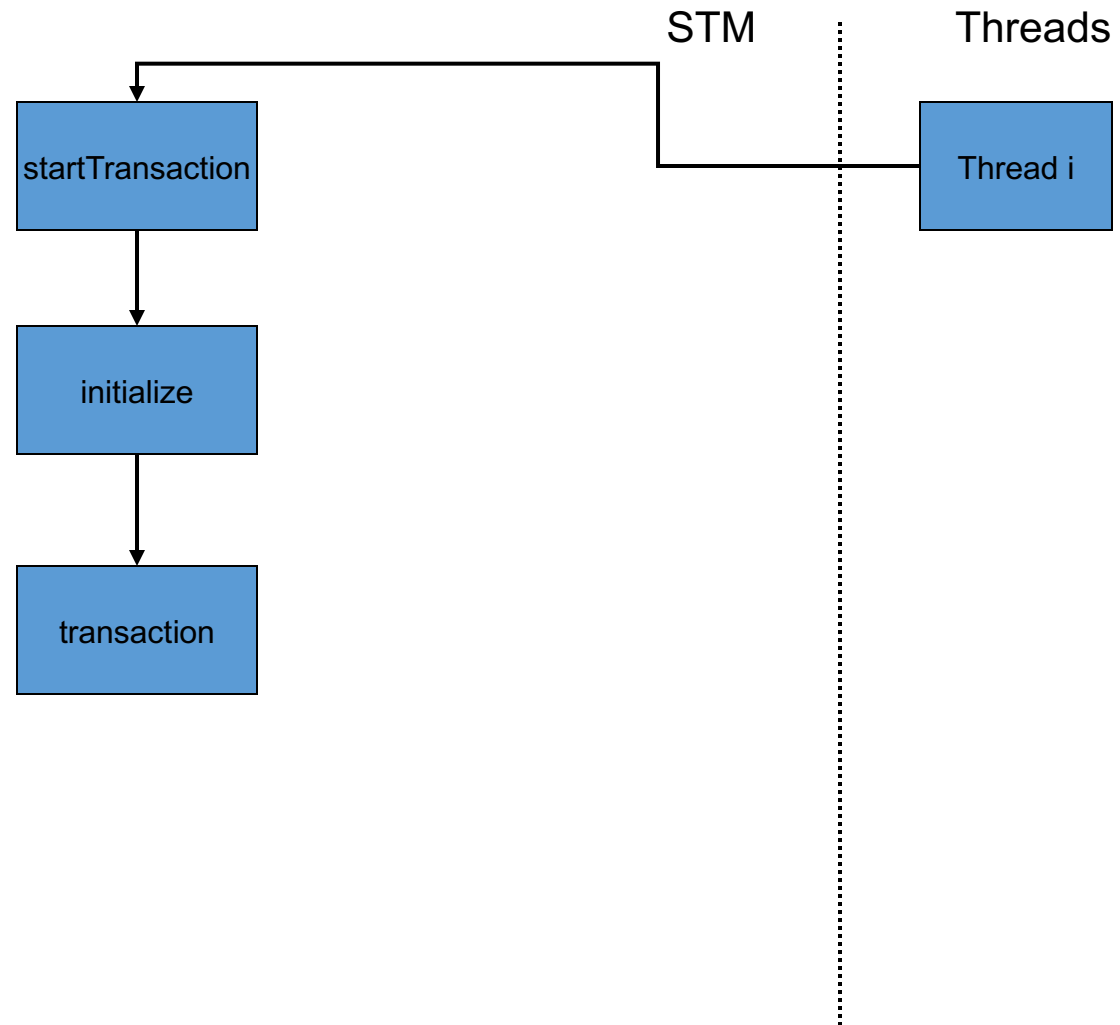 STM
Threads
startTransaction
Thread i
initialize
transaction